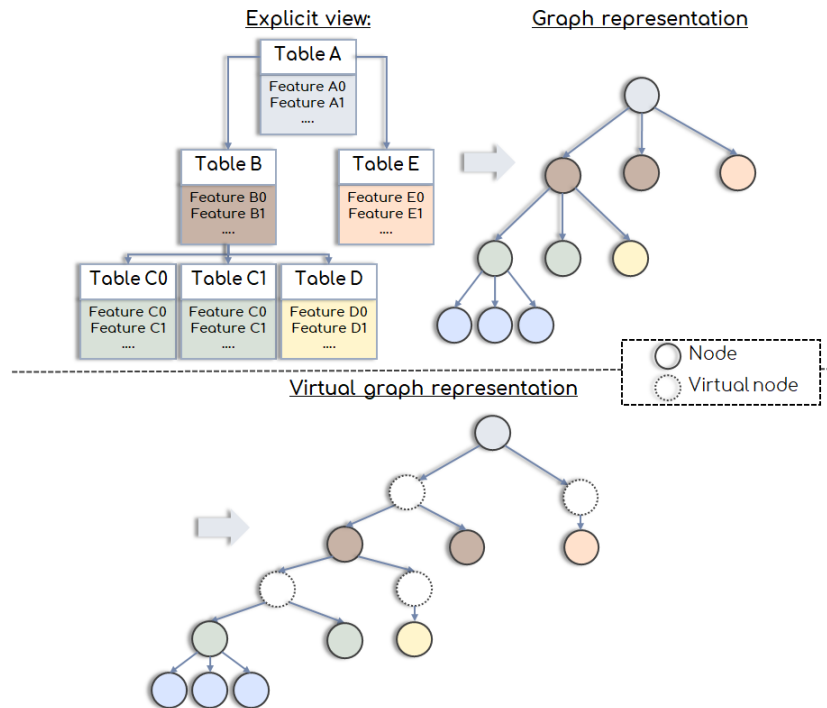 Explicit view:
Graph representation
Table A
Feature A0
Feature A1
....
Table B
Table E
Feature B0
Feature B1
....
Feature E0
Feature E1
....
Table C0
Table C1
Table D
Feature C0
Feature C1
....
Feature C0
Feature C1
....
Feature D0
Feature D1
....
Node
Virtual node
Virtual graph representation